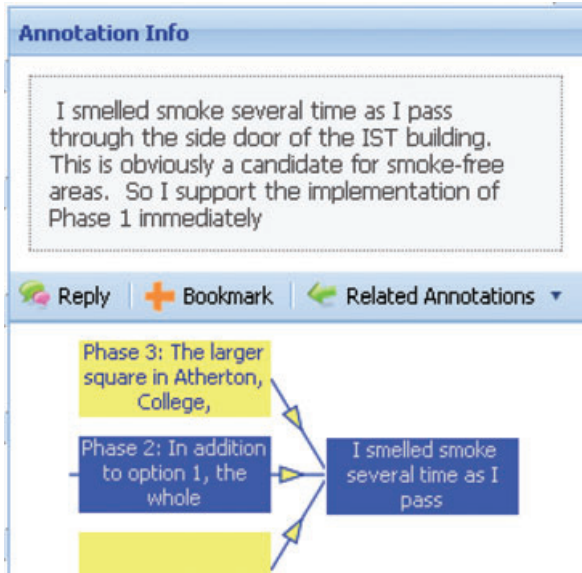 Annotation Info
I smelled smoke several time as I pass
through the side door of the IST building.
This is obviously a candidate for smoke-free
areas.  So I support the implementation of
Phase 1 immediately
Reply
Bookmark
Related Annotations
Phase 3: The larger
square in Atherton,
College,
Phase 2: In addition
to option 1, the
whole
I smelled smoke
several time as I
pass